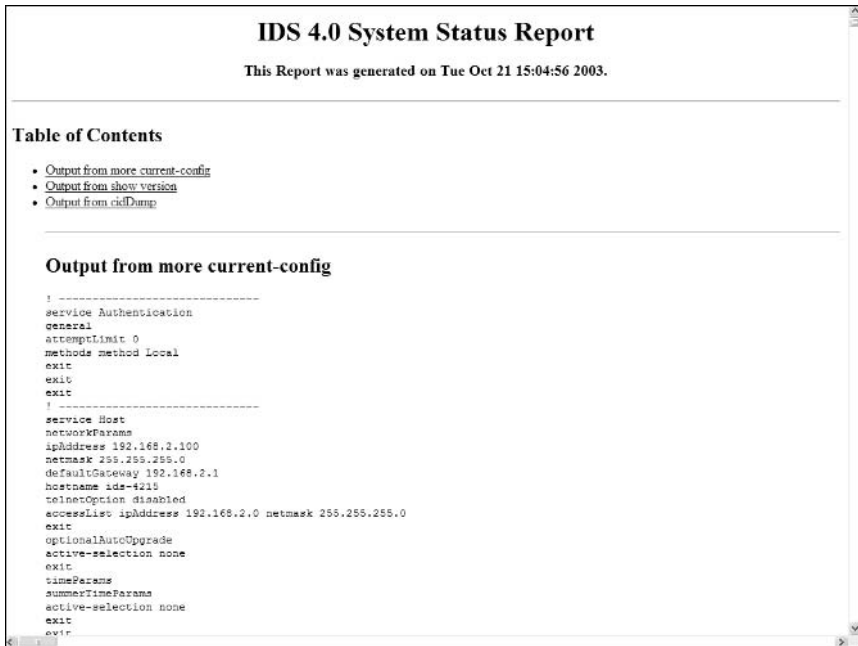 IDS 4.0 System Status Report
This Report was generated on Tue Oct 21 15:04:56 2003.
Table of Contents
• Output from more current-config
• Output from show version
• Output from cidDump
Output from more current-config
! ------------------------------
service Authentication
general
attemptLimit 0
methods method Local
exit
exit
exit
! ------------------------------
service Host
networkParams
ipAddress 192.168.2.100
netmask 255.255.255.0
defaultGateway 192.168.2.1
hostname ids-4215
telnetOption disabled
accessList ipAddress 192.168.2.0 netmask 255.255.255.0
exit
optionalAutoUpgrade
active-selection none
exit
timeParams
summerTimeParams
active-selection none
exit
exit